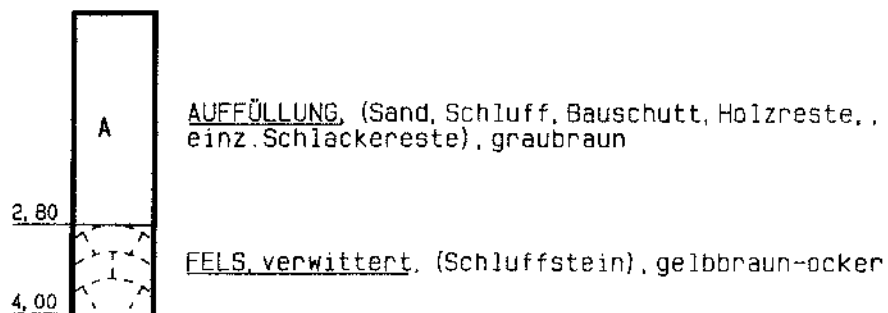 A
AUFFÜLLUNG, (Sand, Schluff, Bauschutt, Holzreste, ,
einz. Schlackereste), graubraun
2,80
FELS, verwittert, (Schluffstein), gelbbraun-ocker
4,00